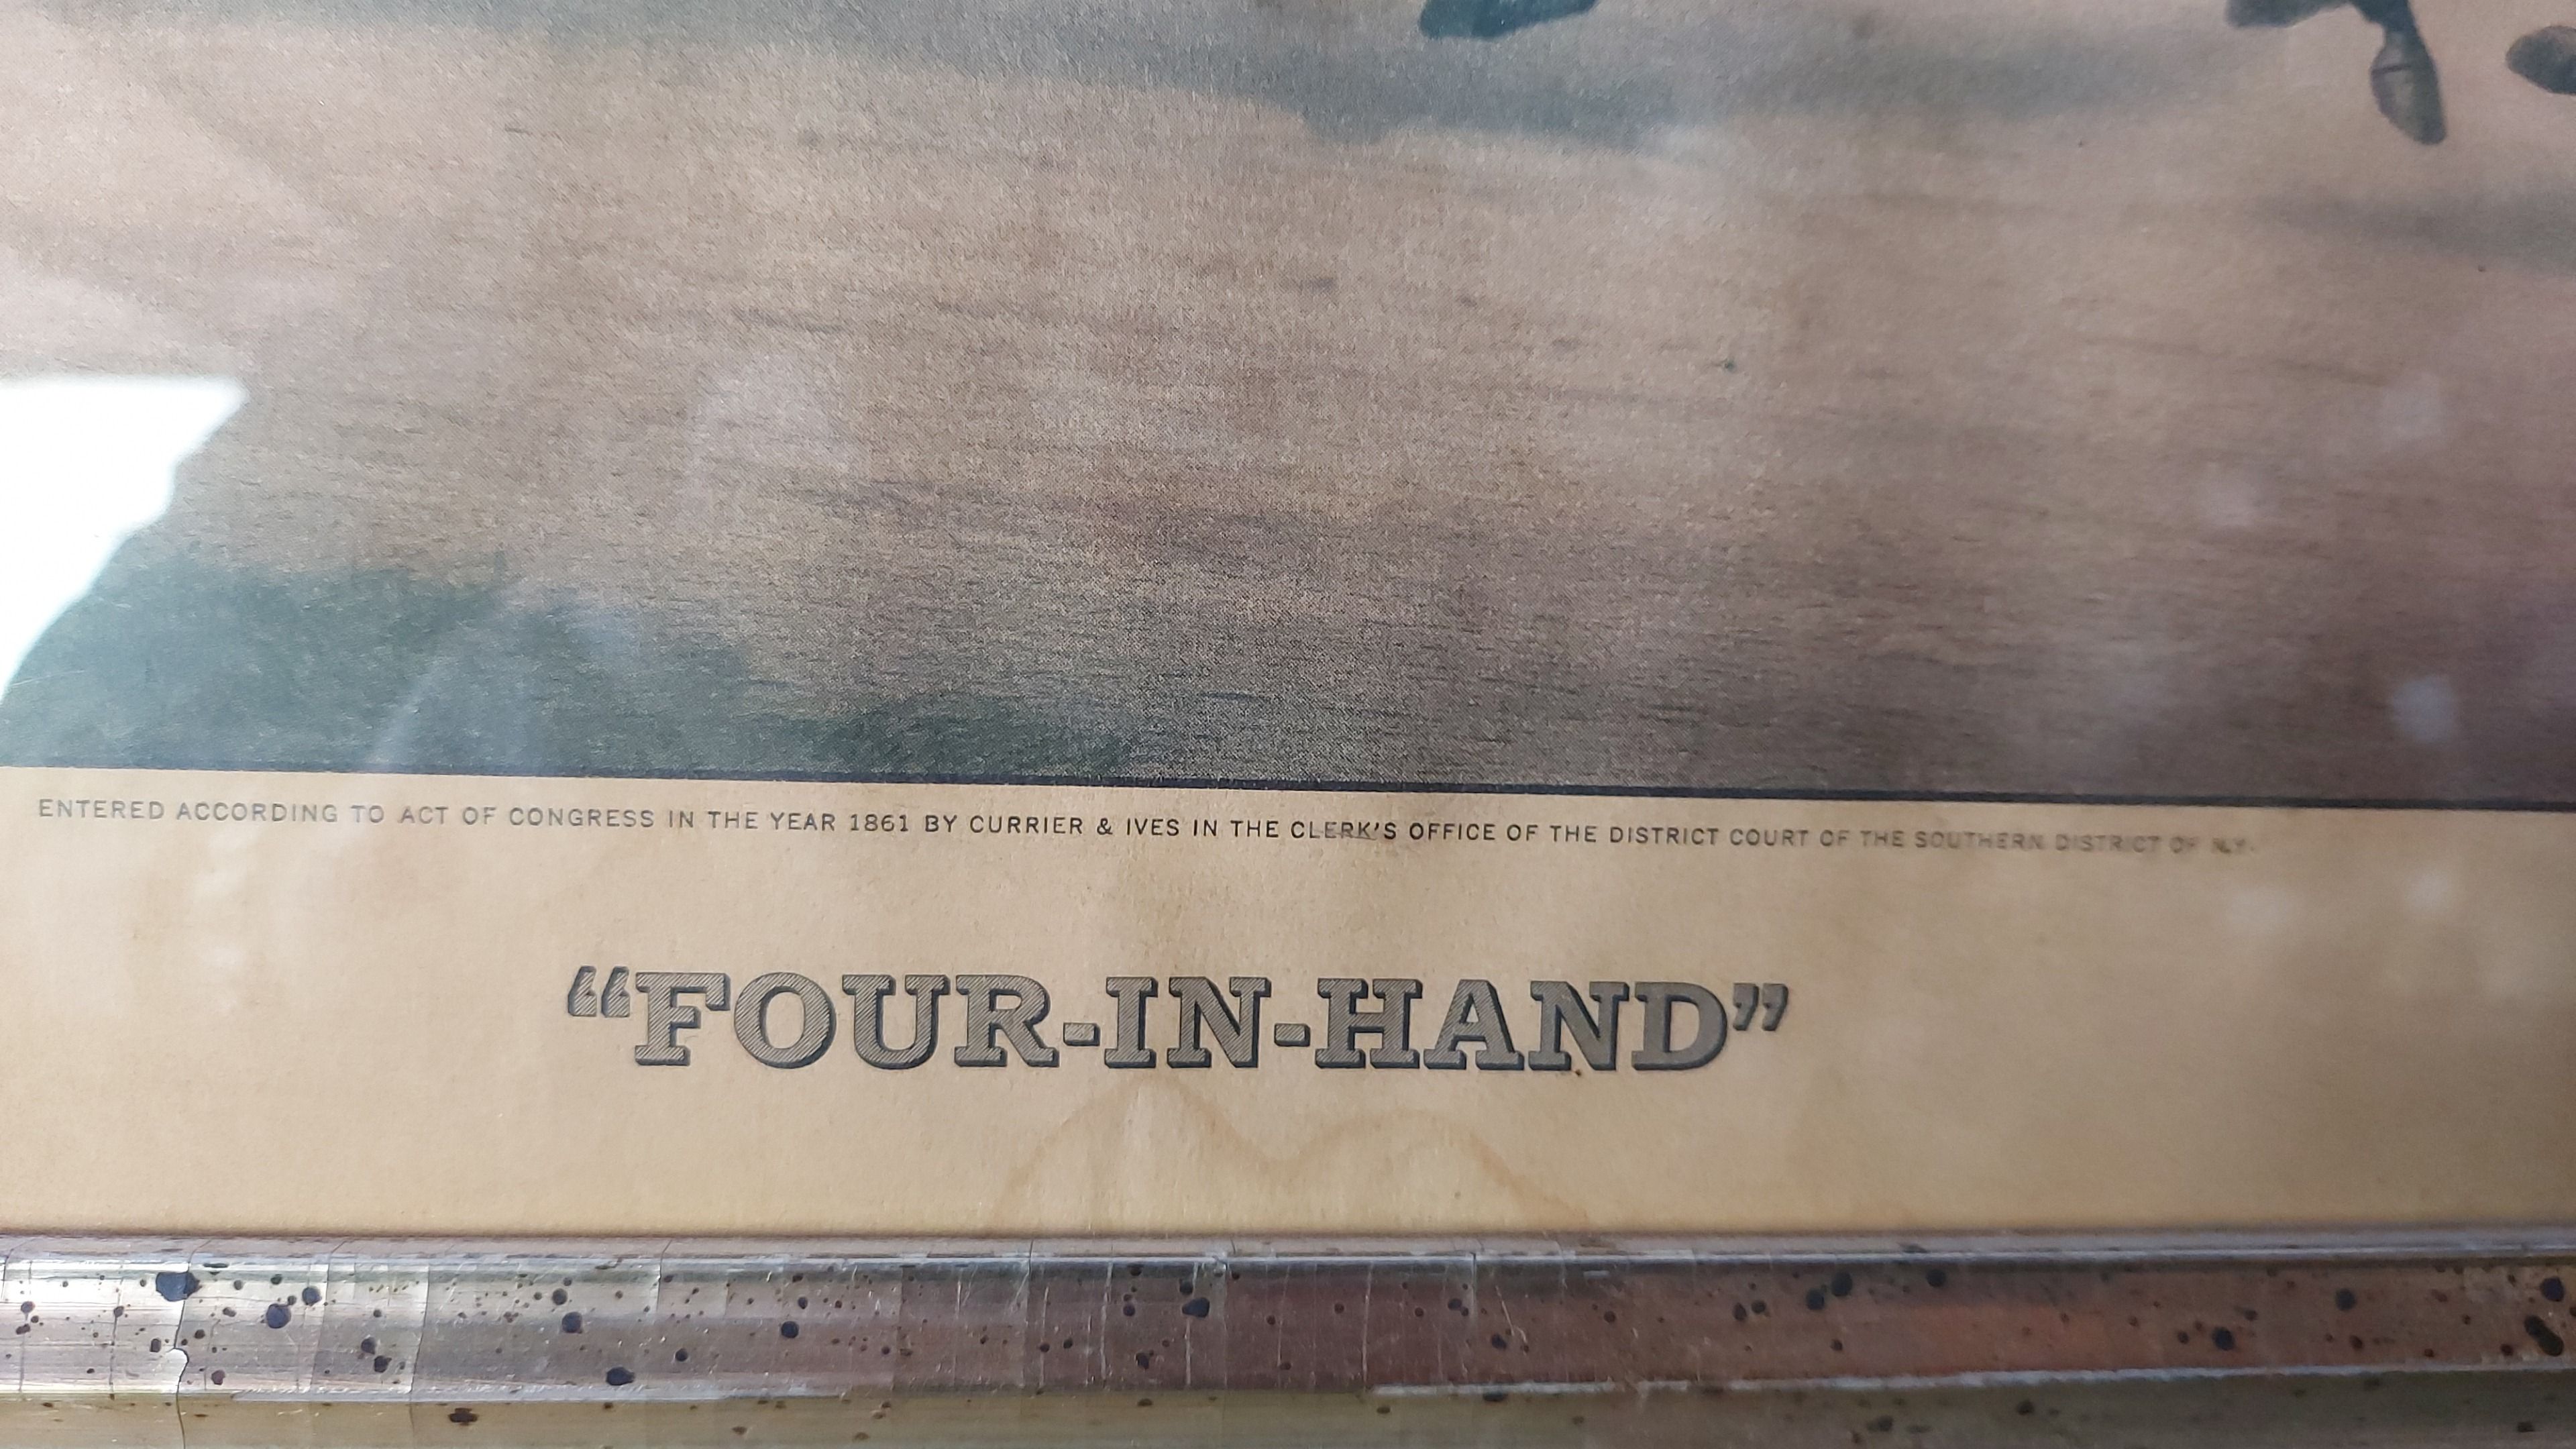 ENTERED ACCORDING TO ACT OF CONGRESS IN THE YEAR 1861 BY CURRIER & IVES IN THE CLERK'S OFFICE OF THE DISTRICT COURT OF THE SOUTHERN DISTRICT OF N.Y.
“FOUR-IN-HAND”